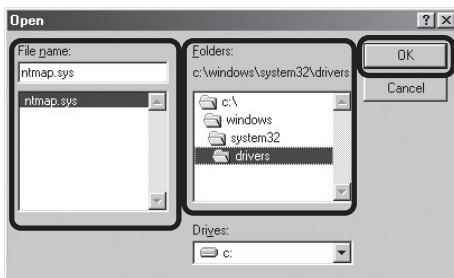 Open
File name:
ntmap.sys
ntmap.sys
Folders:
c:\windows\system32\drivers
c:\
windows
system32
drivers
Drives:
c:
OK
Cancel